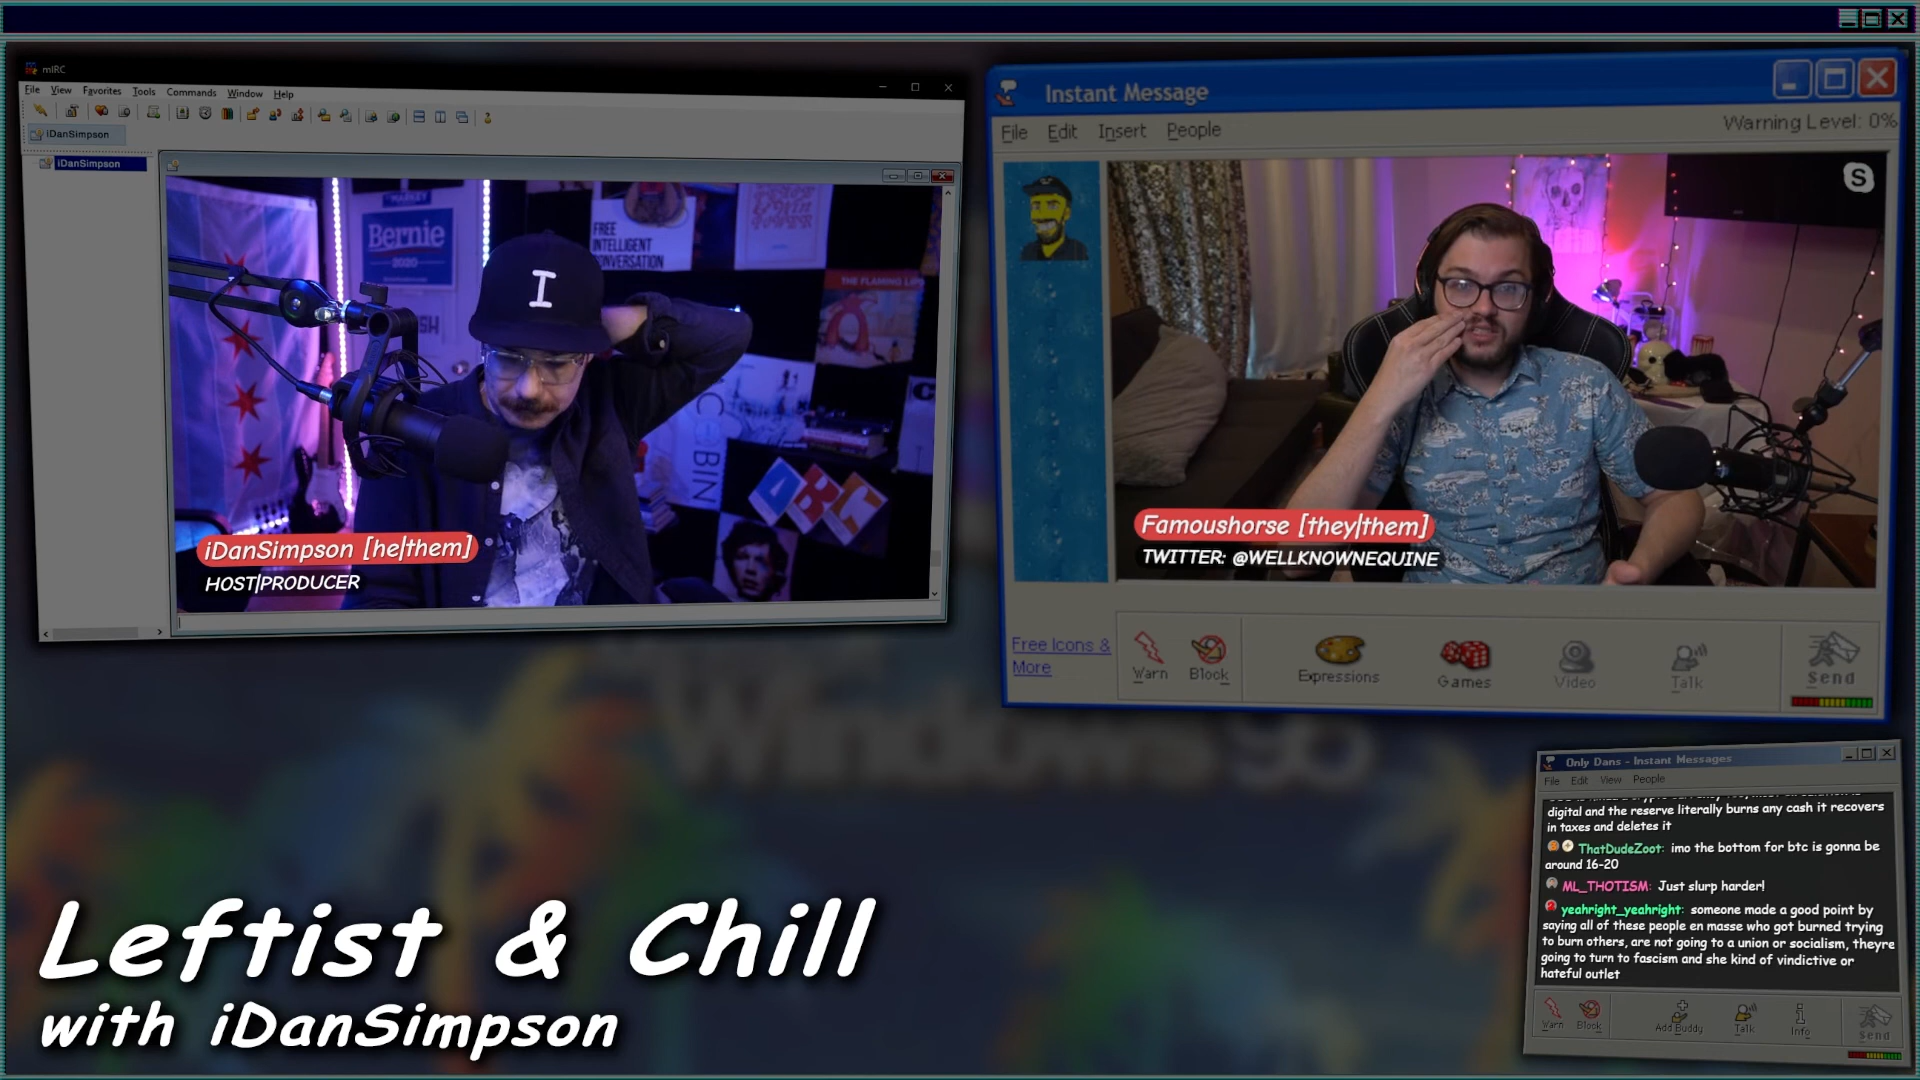 mIRC
File View Favorites Tools Commands Window Help
iDanSimpson
iDanSimpson
MARKET
Bernie
2020
FREE
INTELLIGENT
CONVERSATION
THE FLAMING LIPS
iDanSimpson [he|them]
HOST|PRODUCER
Instant Message
File Edit Insert People
Warning Level: 0%
S
Famoushorse [they|them]
TWITTER: @WELLKNOWNEQUINE
Free Icons &
More
Warn Block Expressions Games Video Talk Send
Only Dans - Instant Messages
File Edit View People
digital and the reserve literally burns any cash it recovers
in taxes and deletes it
ThatDudeZoot: imo the bottom for btc is gonna be
around 16-20
ML_THOTISM: Just slurp harder!
yeahright_yeahright: someone made a good point by
saying all of these people en masse who got burned trying
to burn others, are not going to a union or socialism, theyre
going to turn to fascism and she kind of vindictive or
hateful outlet
Warn Block Add Buddy Talk Info Send
Leftist & Chill
with iDanSimpson